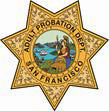 ADULT PROBATION DEPT
SAN FRANCISCO